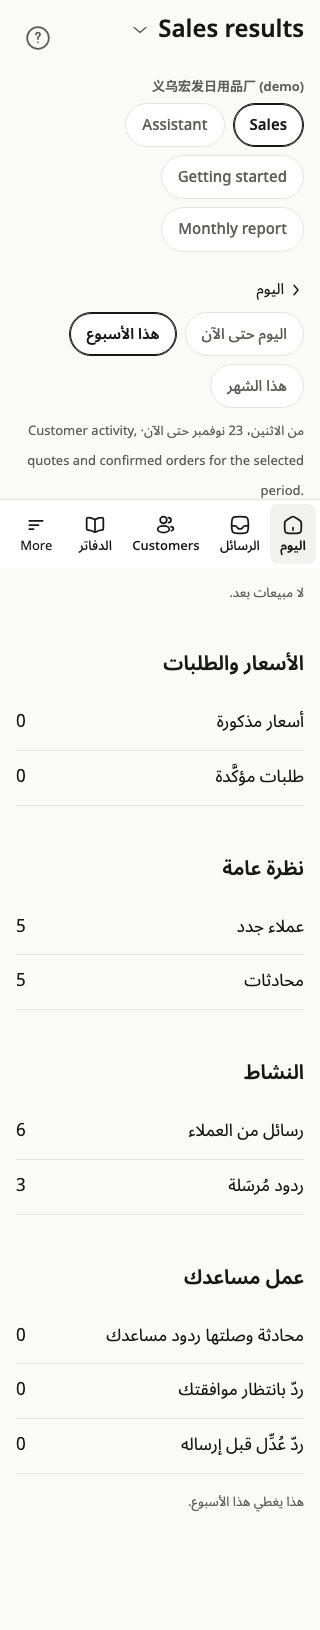 Sales results
义乌宏发日用品厂 (demo)
Sales
Assistant
Getting started
Monthly report
اليوم
اليوم حتى الآن
هذا الأسبوع
هذا الشهر
من الاثنين، 23 نوفمبر حتى الآن· Customer activity,
quotes and confirmed orders for the selected
period.
اليوم
الرسائل
Customers
الدفاتر
More
لا مبيعات بعد.
الأسعار والطلبات
أسعار مذكورة 0
طلبات مؤكَّدة 0
نظرة عامة
عملاء جدد 5
محادثات 5
النشاط
رسائل من العملاء 6
ردود مُرسَلة 3
عمل مساعدك
محادثة وصلتها ردود مساعدك 0
ردّ بانتظار موافقتك 0
ردّ عُدِّل قبل إرساله 0
هذا يغطي هذا الأسبوع.